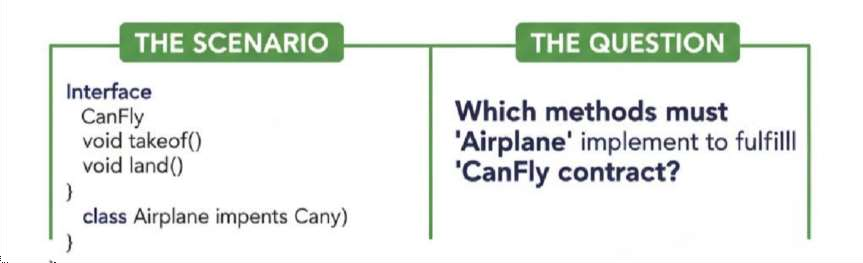 THE SCENARIO
Interface
CanFly
void takeof()
void land()
}
class Airplane impents Cany)
}
THE QUESTION
Which methods must
'Airplane' implement to fulfilll
'CanFly contract?